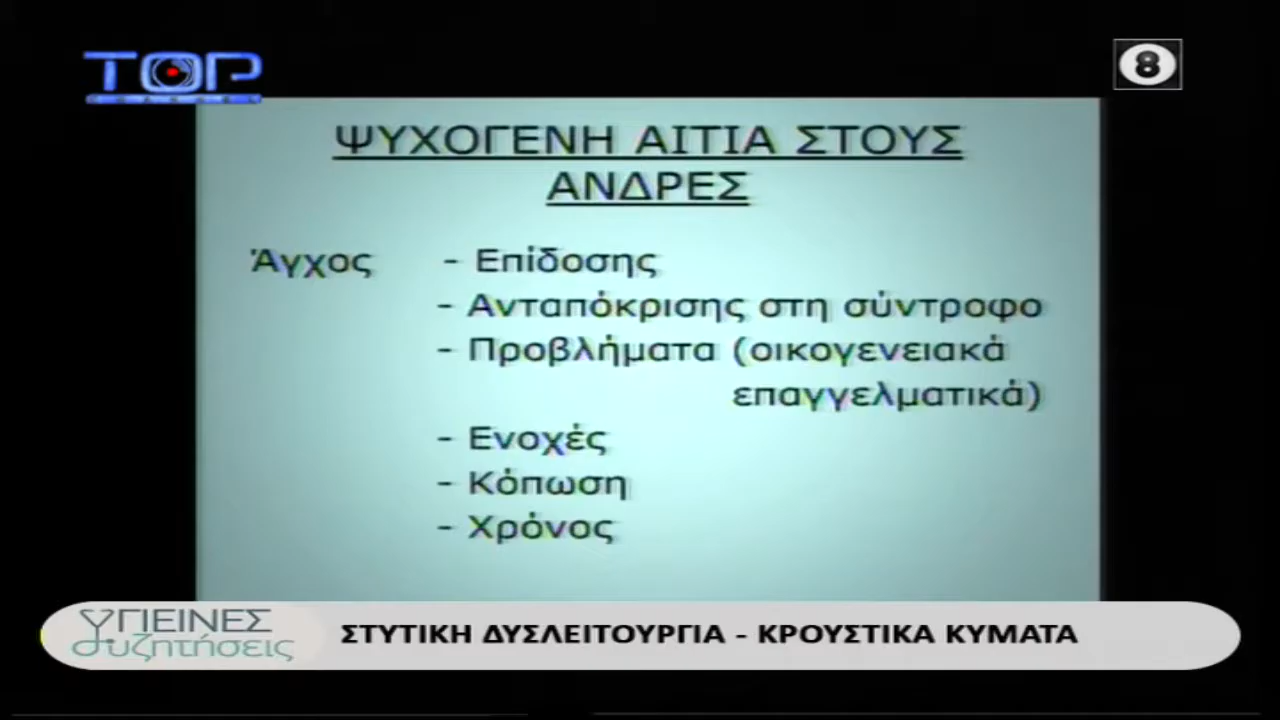 TOP
8
ΨΥΧΟΓΕΝΗ ΑΙΤΙΑ ΣΤΟΥΣ
ΑΝΔΡΕΣ
Άγχος - Επίδοσης
- Ανταπόκρισης στη σύντροφο
- Προβλήματα (οικογενειακά
επαγγελματικά)
- Ενοχές
- Κόπωση
- Χρόνος
ΥΓΙΕΙΝΕΣ
συζητήσεις
ΣΤΥΤΙΚΗ ΔΥΣΛΕΙΤΟΥΡΓΙΑ - ΚΡΟΥΣΤΙΚΑ ΚΥΜΑΤΑ